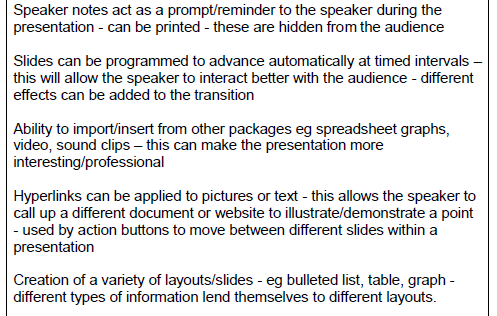 Speaker notes act as a prompt/reminder to the speaker during the
presentation - can be printed - these are hidden from the audience
Slides can be programmed to advance automatically at timed intervals –
this will allow the speaker to interact better with the audience - different
effects can be added to the transition
Ability to import/insert from other packages eg spreadsheet graphs,
video, sound clips – this can make the presentation more
interesting/professional
Hyperlinks can be applied to pictures or text - this allows the speaker to
call up a different document or website to illustrate/demonstrate a point
- used by action buttons to move between different slides within a
presentation
Creation of a variety of layouts/slides - eg bulleted list, table, graph -
different types of information lend themselves to different layouts.